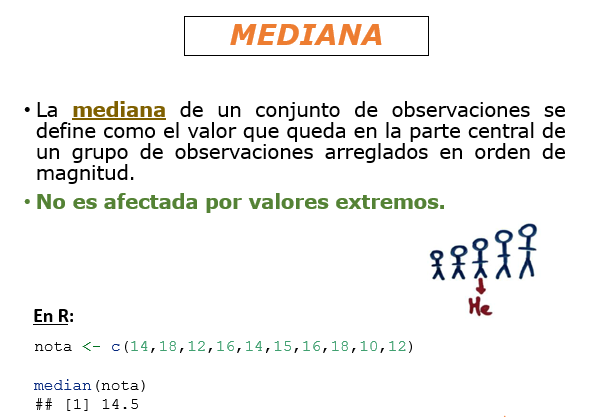 MEDIANA
• La mediana de un conjunto de observaciones se
define como el valor que queda en la parte central de
un grupo de observaciones arreglados en orden de
magnitud.
• No es afectada por valores extremos.
Me
En R:
nota <- c(14,18,12,16,14,15,16,18,10,12)
median(nota)
## [1] 14.5